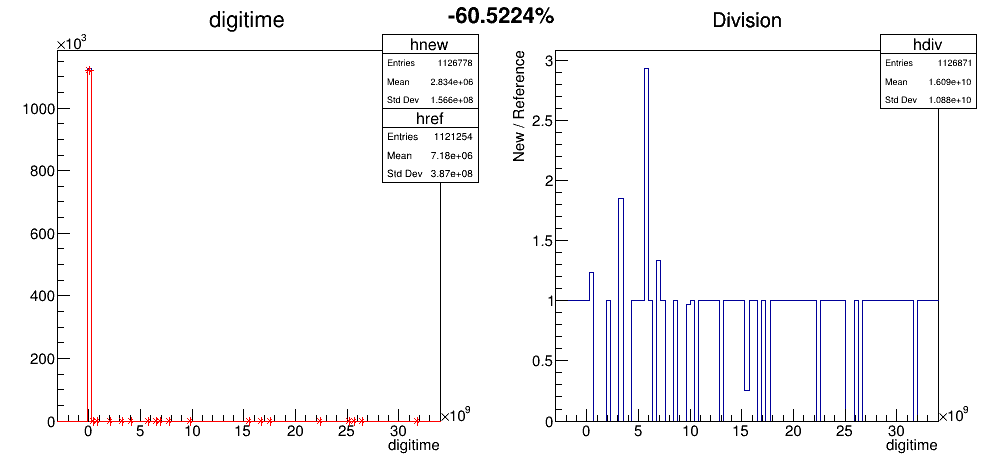 digitime
-60.5224%
Division
×10³
hnew
Entries 1126778
Mean 2.834e+06
Std Dev 1.566e+08
href
Entries 1121254
Mean 7.18e+06
Std Dev 3.87e+08
1000
800
600
400
200
0
0 5 10 15 20 25 30
×10⁹
digitime
hdiv
Entries 1126871
Mean 1.609e+10
Std Dev 1.088e+10
New / Reference
3
2.5
2
1.5
1
0.5
0
0 5 10 15 20 25 30
×10⁹
digitime